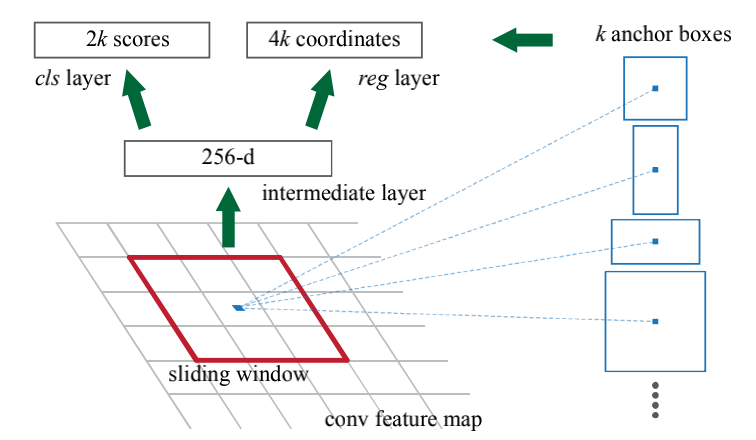 2k scores
4k coordinates
k anchor boxes
cls layer
reg layer
256-d
intermediate layer
sliding window
conv feature map